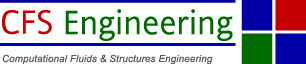 CFS Engineering
Computational Fluids & Structures Engineering